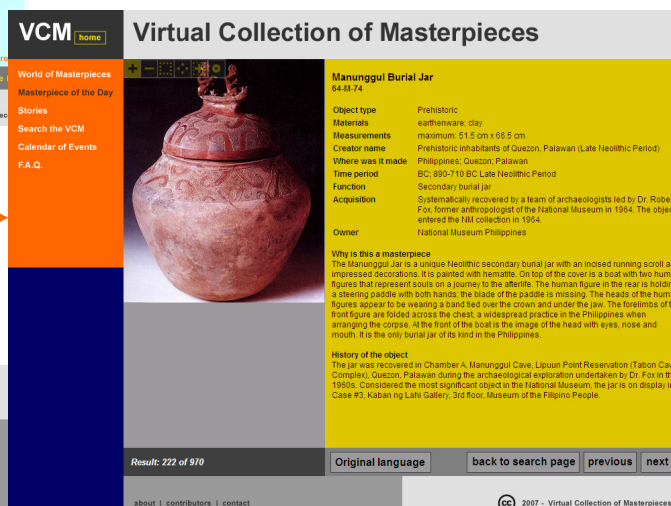 VCM home
Virtual Collection of Masterpieces
World of Masterpieces
Masterpiece of the Day
Stories
Search the VCM
Calendar of Events
F.A.Q.
Manunggul Burial Jar
64-M-74
Object type Prehistoric
Materials earthenware; clay
Measurements maximum: 51.5 cm x 66.5 cm
Creator name Prehistoric inhabitants of Quezon, Palawan (Late Neolithic Period)
Where was it made Philippines; Quezon; Palawan
Time period BC; 890-710 BC Late Neolithic Period
Function Secondary burial jar
Acquisition Systematically recovered by a team of archaeologists led by Dr. Robe
Fox, former anthropologist of the National Museum in 1964. The objec
entered the NM collection in 1964.
Owner National Museum Philippines
Why is this a masterpiece
The Manunggul Jar is a unique Neolithic secondary burial jar with an incised running scroll a
impressed decorations. It is painted with hematite. On top of the cover is a boat with two hum
figures that represent souls on a journey to the afterlife. The human figure in the rear is holdin
a steering paddle with both hands; the blade of the paddle is missing. The heads of the hum
figures appear to be wearing a band tied over the crown and under the jaw. The forelimbs of t
front figure are folded across the chest, a widespread practice in the Philippines when
arranging the corpse. At the front of the boat is the image of the head with eyes, nose and
mouth. It is the only burial jar of its kind in the Philippines.
History of the object
The jar was recovered in Chamber A, Manunggul Cave, Lipuun Point Reservation (Tabon Cav
Complex), Quezon, Palawan during the archaeological exploration undertaken by Dr. Fox in th
1960s. Considered the most significant object in the National Museum, the jar is on display i
Case #3, Kaban ng Lahi Gallery, 3rd floor, Museum of the Filipino People.
Result: 222 of 970
Original language
back to search page previous next
about | contributors | contact
cc 2007 - Virtual Collection of Masterpieces